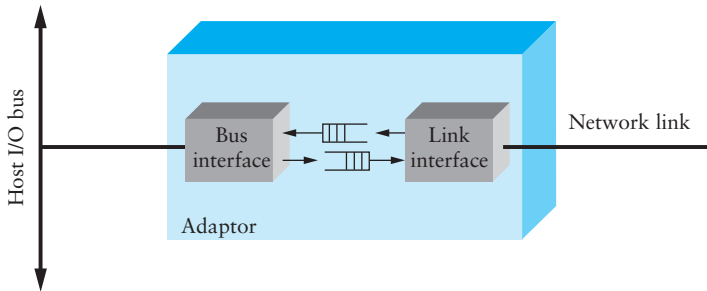 Host I/O bus
Bus
interface
Link
interface
Network link
Adaptor